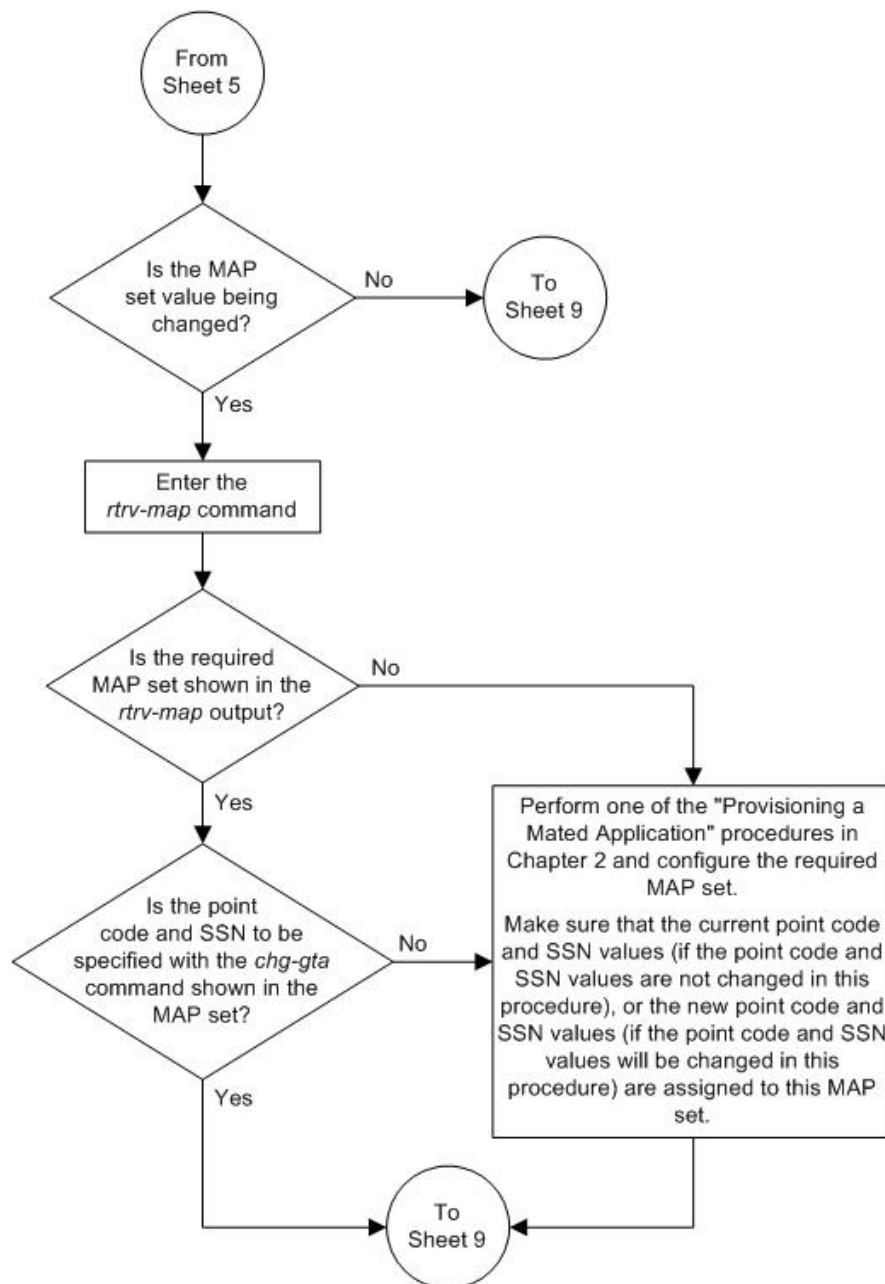 From
Sheet 5
Is the MAP
set value being
changed?
No
To
Sheet 9
Yes
Enter the
rtrv-map command
Is the required
MAP set shown in the
rtrv-map output?
No
Yes
Perform one of the "Provisioning a
Mated Application" procedures in
Chapter 2 and configure the required
MAP set.
Make sure that the current point code
and SSN values (if the point code and
SSN values are not changed in this
procedure), or the new point code and
SSN values (if the point code and SSN
values will be changed in this
procedure) are assigned to this MAP
set.
Is the point
code and SSN to be
specified with the chg-gta
command shown in the
MAP set?
No
Yes
To
Sheet 9